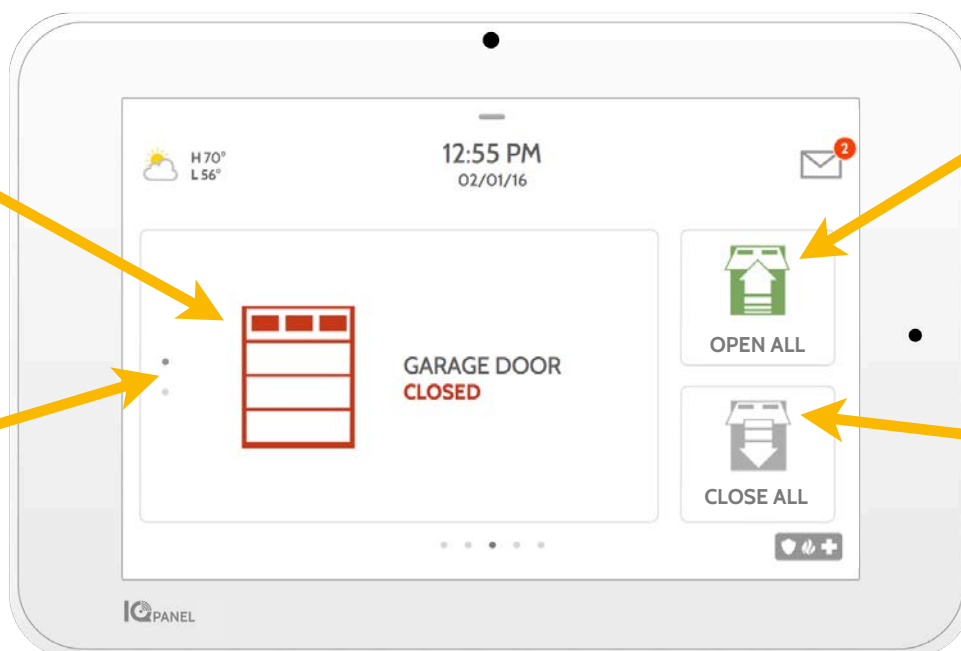 H 70°
L 56°
12:55 PM
02/01/16
2
GARAGE DOOR
CLOSED
OPEN ALL
CLOSE ALL
IQ PANEL